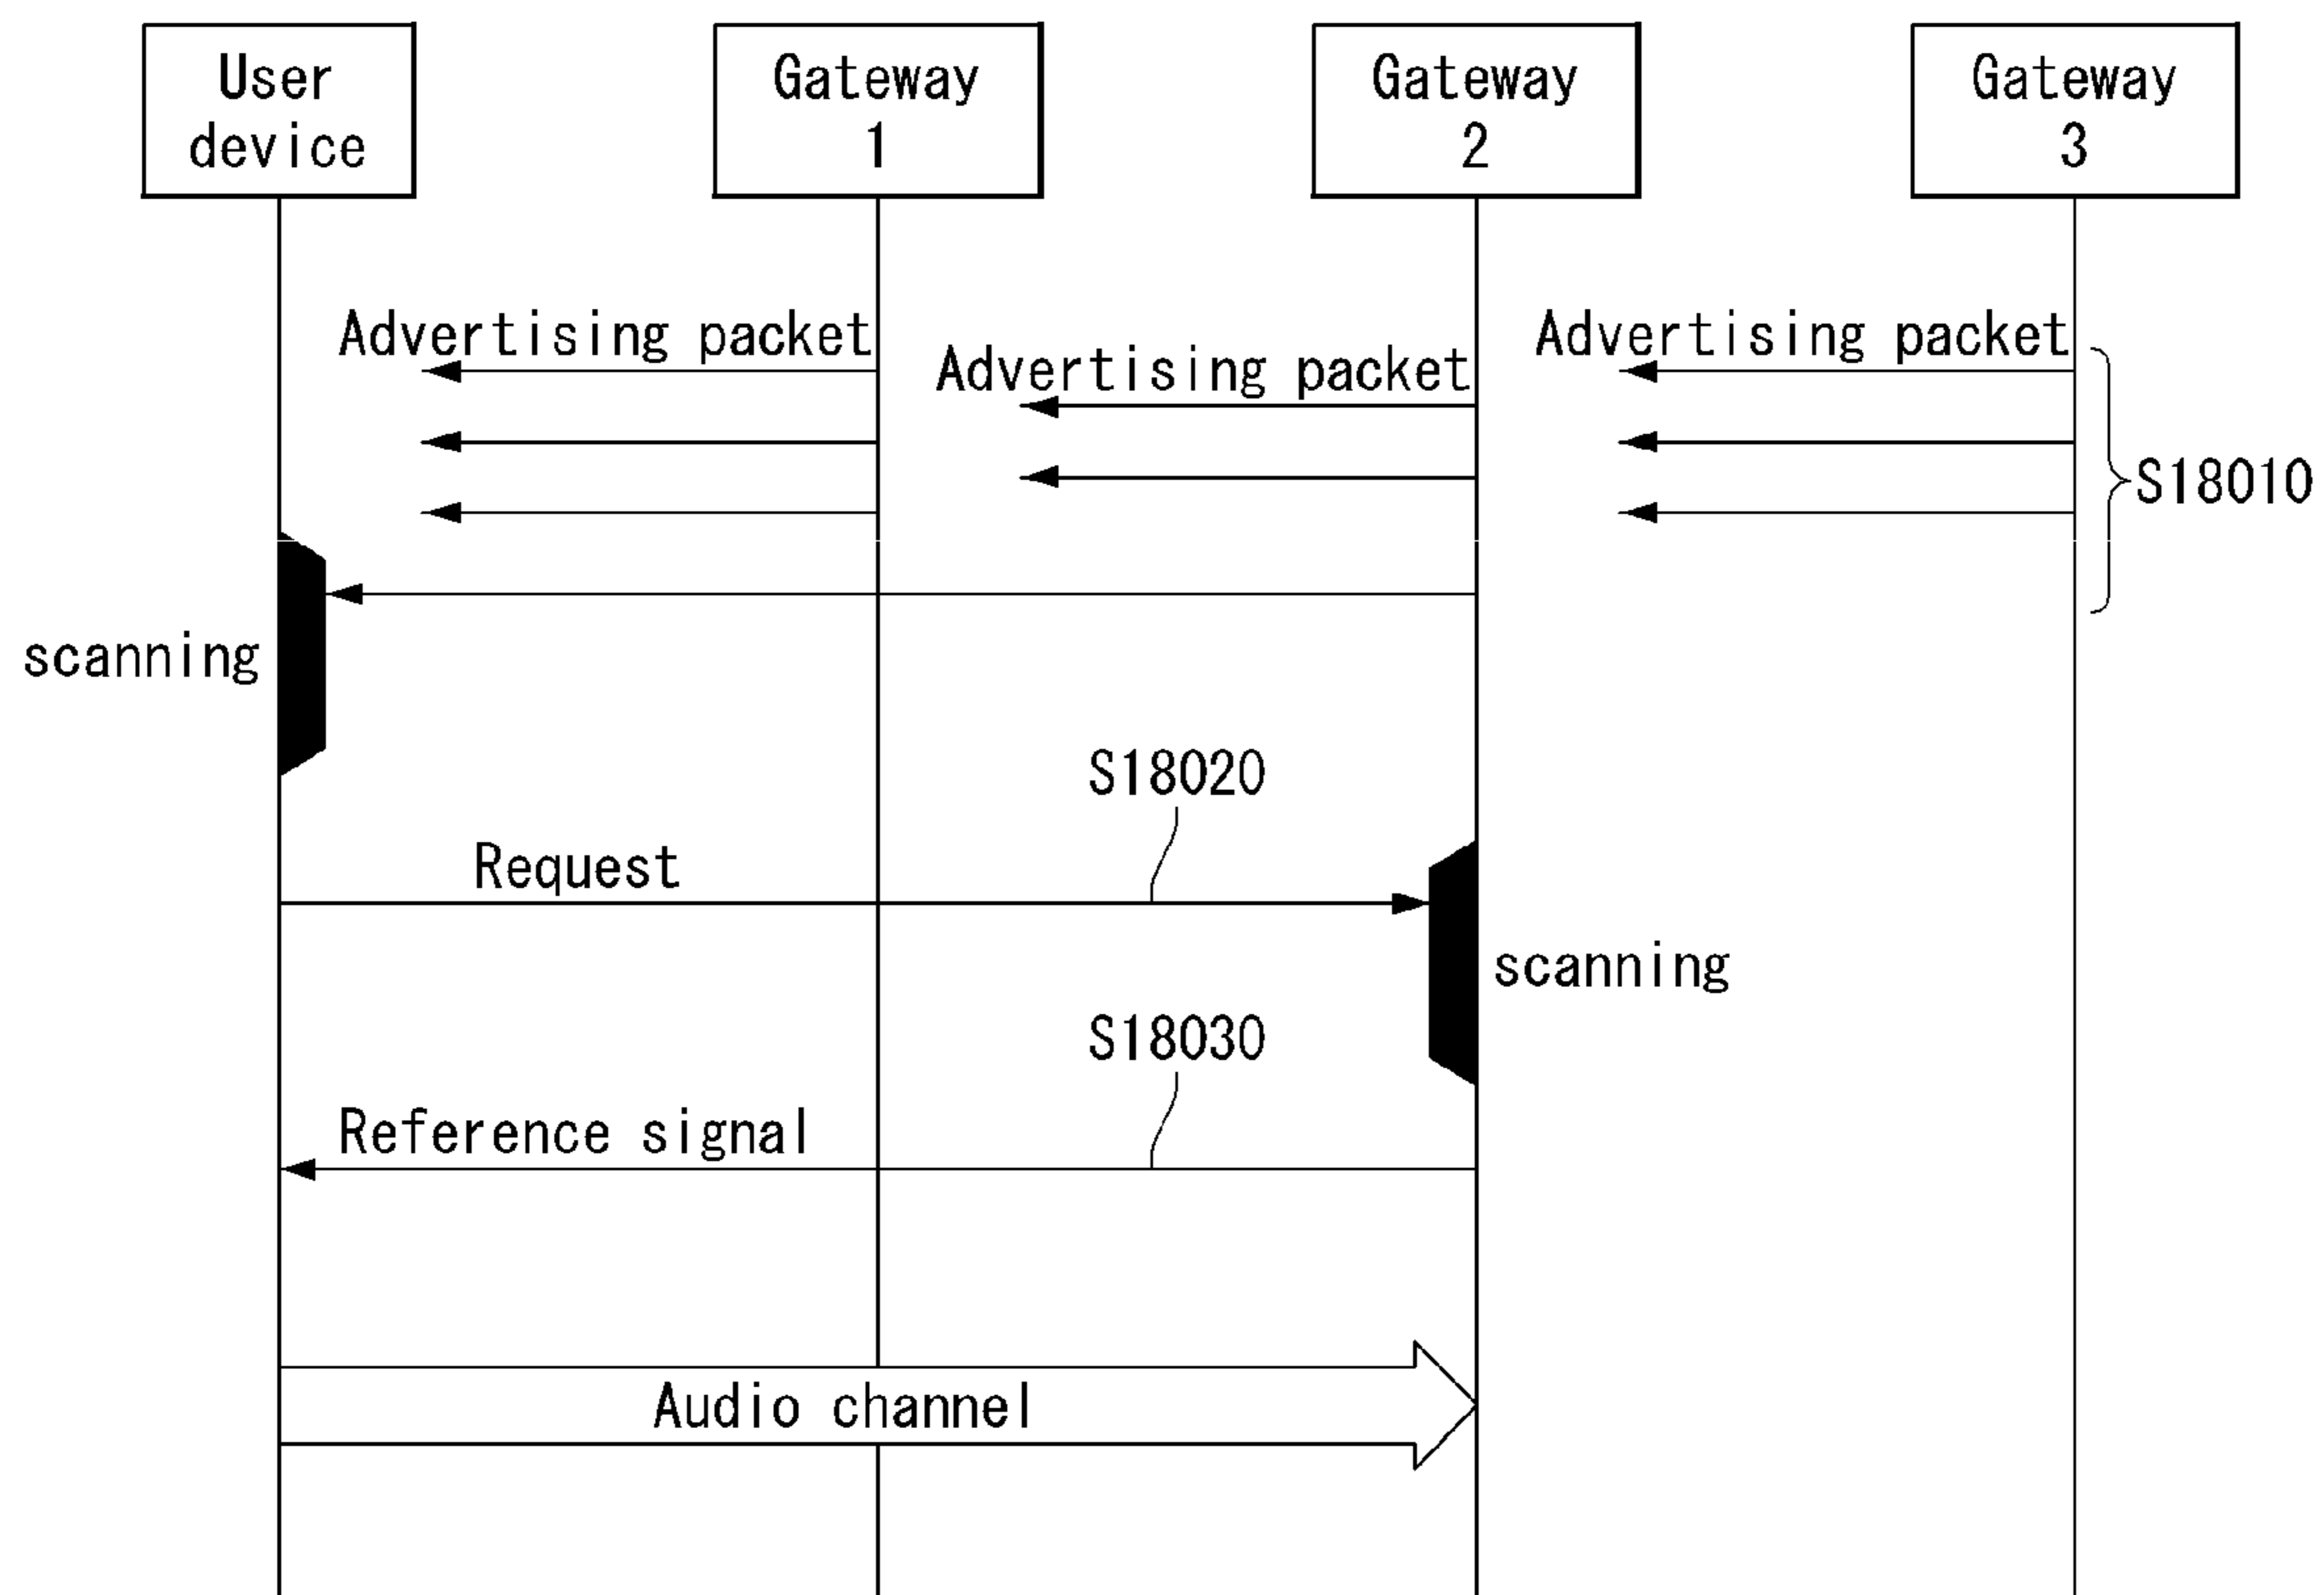 User
device
Gateway
1
Gateway
2
Gateway
3
Advertising packet
Advertising packet
Advertising packet
S18010
scanning
S18020
Request
scanning
S18030
Reference signal
Audio channel